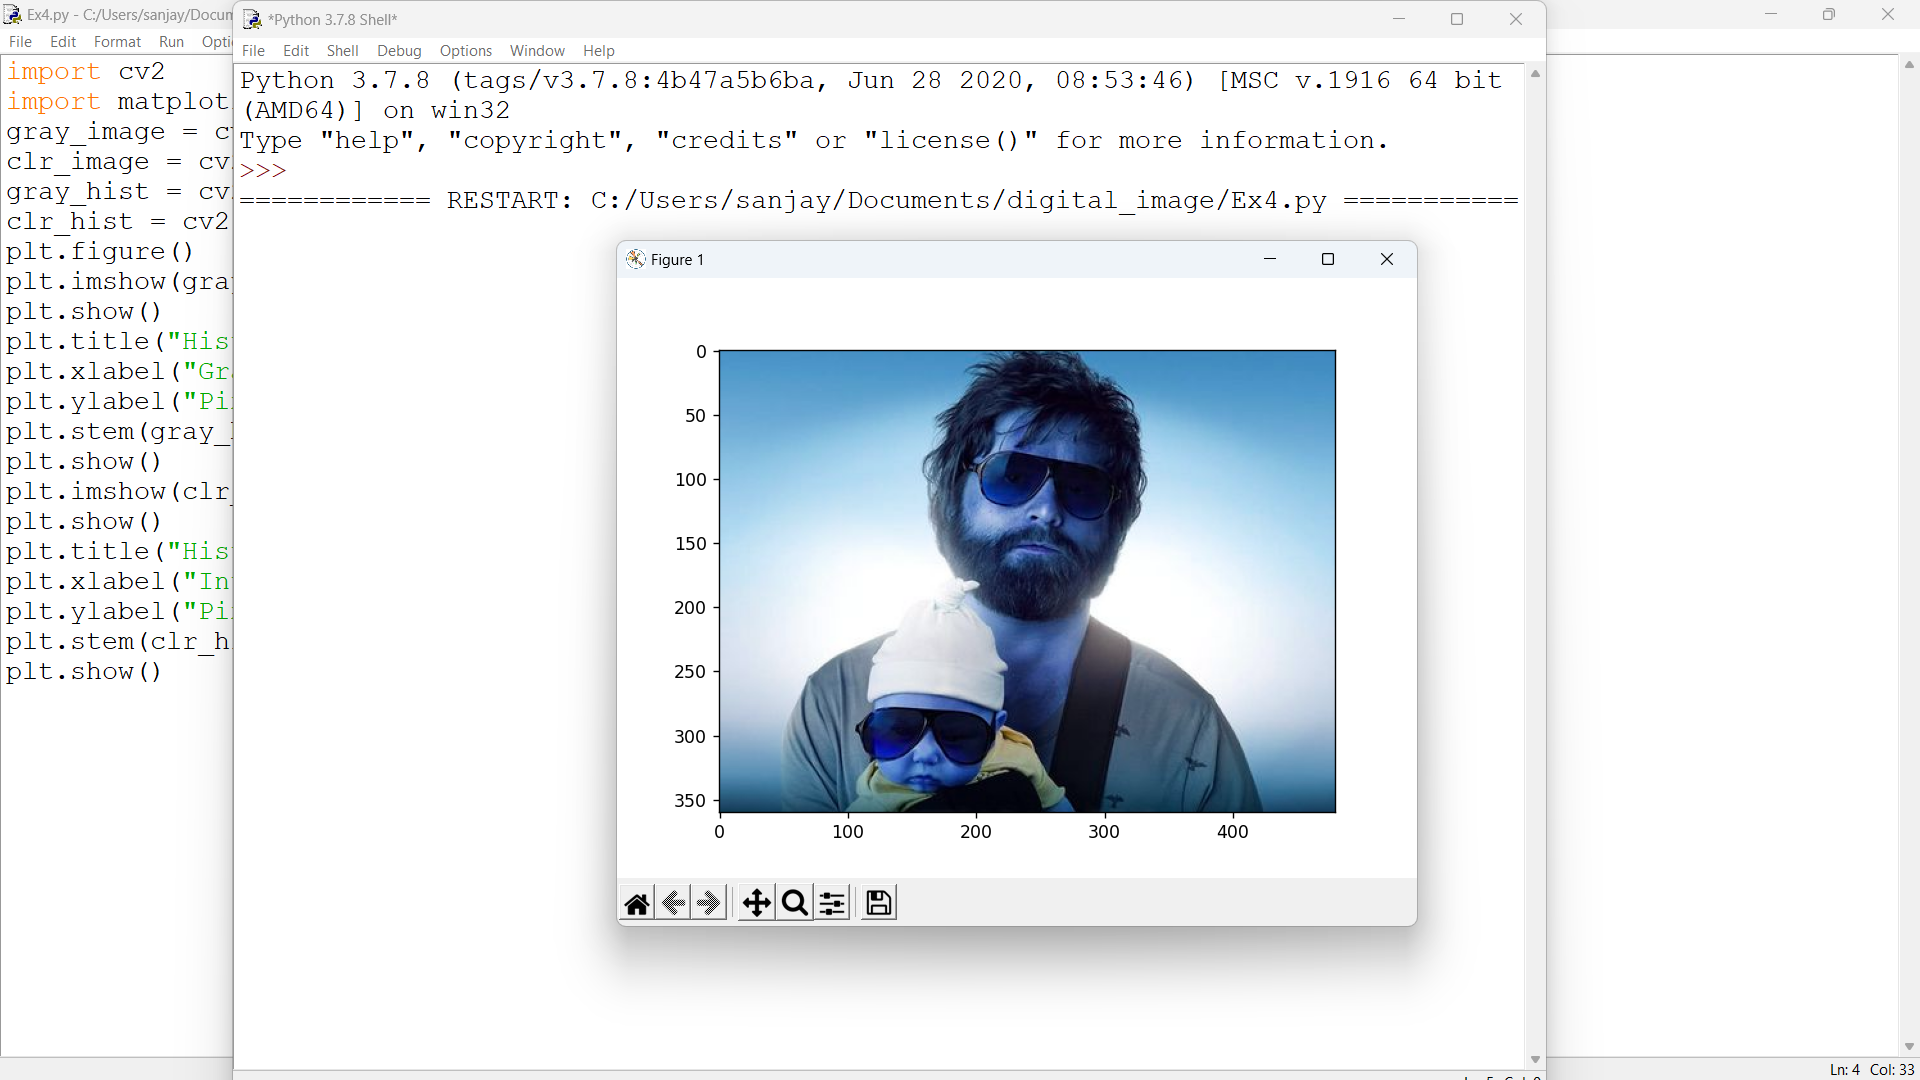 Ex4.py - C:/Users/sanjay/Docum
File Edit Format Run Opti
import cv2
import matplot
gray_image = c
clr_image = cv
gray_hist = cv
clr_hist = cv2
plt.figure()
plt.imshow(gra
plt.show()
plt.title("His
plt.xlabel("Gr
plt.ylabel("Pi
plt.stem(gray_
plt.show()
plt.imshow(clr_
plt.show()
plt.title("His
plt.xlabel("In
plt.ylabel("Pi
plt.stem(clr_h
plt.show()
*Python 3.7.8 Shell*
File Edit Shell Debug Options Window Help
Python 3.7.8 (tags/v3.7.8:4b47a5b6ba, Jun 28 2020, 08:53:46) [MSC v.1916 64 bit
(AMD64)] on win32
Type "help", "copyright", "credits" or "license()" for more information.
>>>
============ RESTART: C:/Users/sanjay/Documents/digital_image/Ex4.py ===========
Figure 1
0
50
100
150
200
250
300
350
0 100 200 300 400
Ln: 4 Col: 33